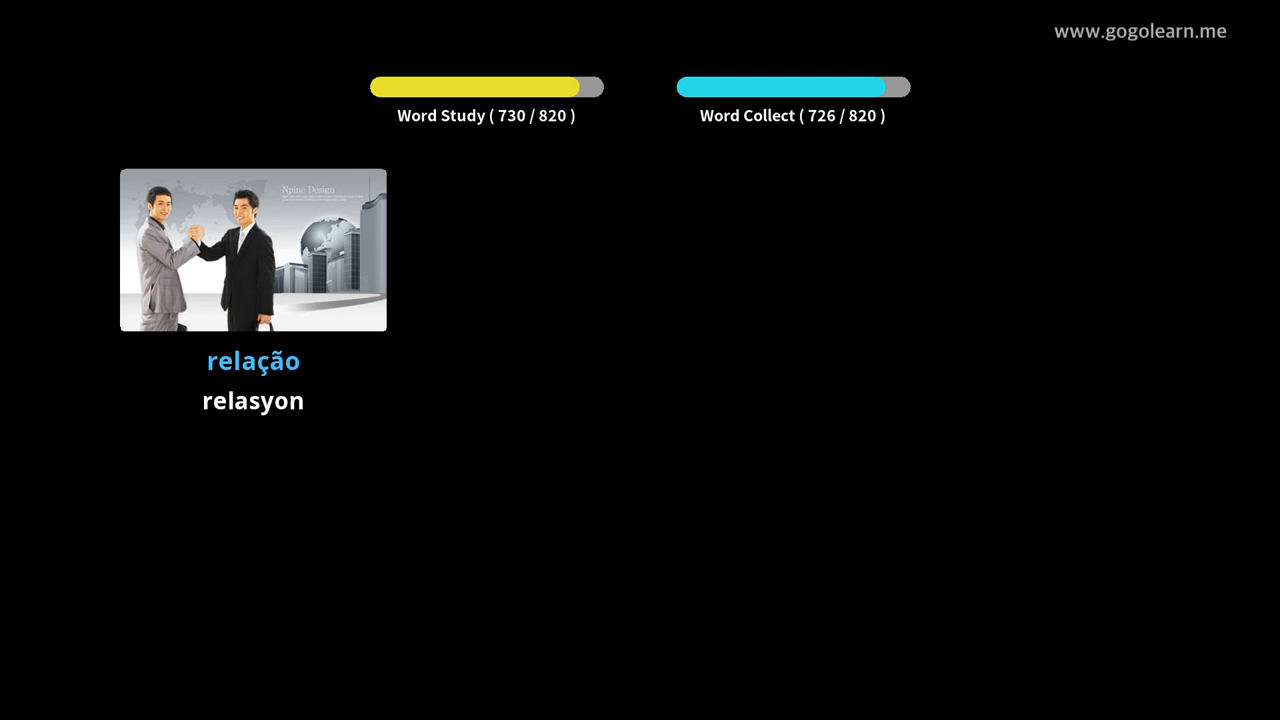 www.gogolearn.me
Word Study ( 730 / 820 )
Word Collect ( 726 / 820 )
Npine Design
relação
relasyon